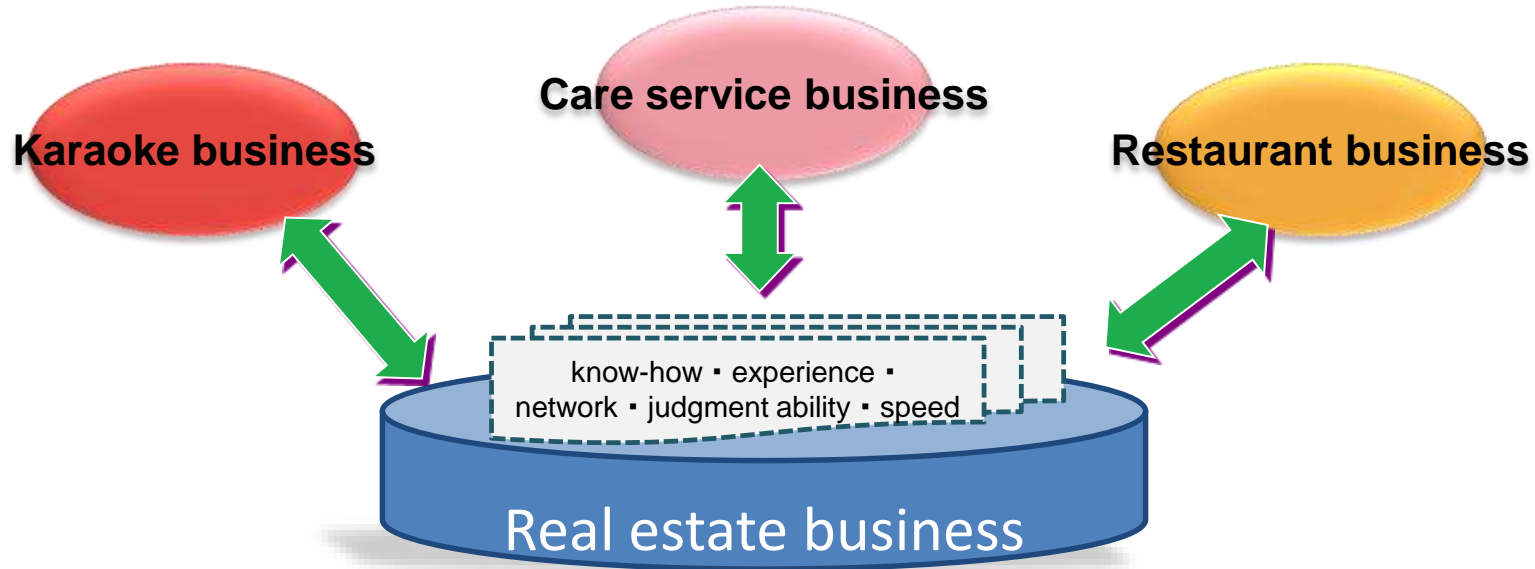 Care service business
Karaoke business
Restaurant business
know-how・experience・
network・judgment ability・speed
Real estate business